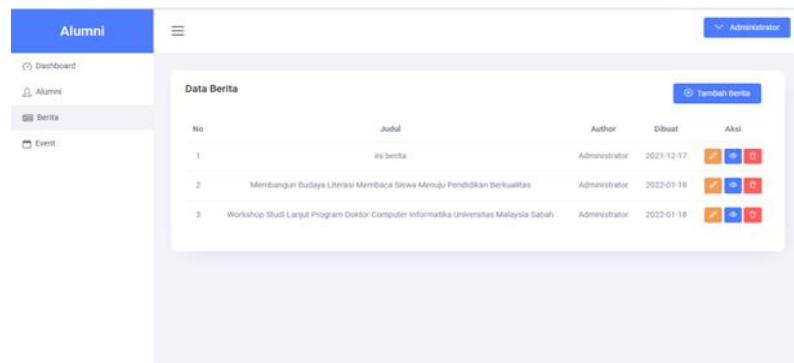 Alumni
Administrator
Dashboard
Alumni
Berita
Event
Data Berita
Tambah Berita
No Judul Author Dibuat Aksi
1 ini berita Administrator 2021-12-17
2 Membangun Budaya Literasi Membaca Siswa Menuju Pendidikan Berkualitas Administrator 2022-01-18
3 Workshop Studi Lanjut Program Doktor Computer Informatika Universitas Malaysia Sabah Administrator 2022-01-18